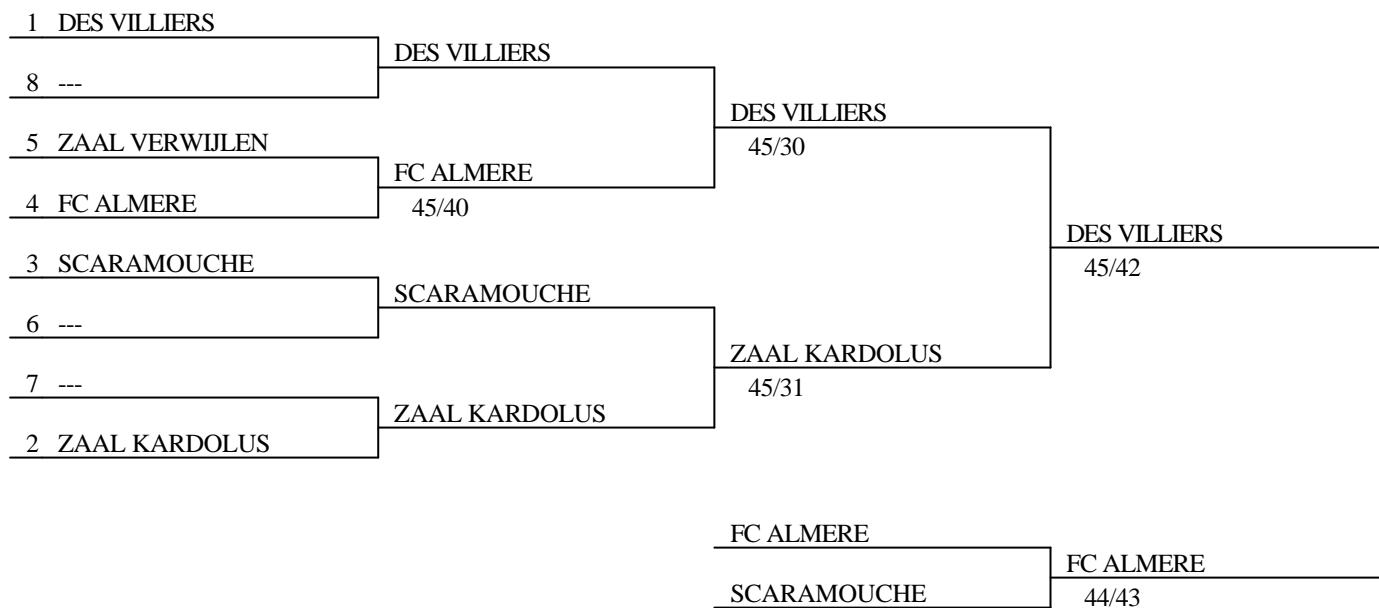 1 DES VILLIERS
DES VILLIERS
8 ---
DES VILLIERS
45/30
5 ZAAL VERWIJLEN
FC ALMERE
45/40
4 FC ALMERE
DES VILLIERS
45/42
3 SCARAMOUCHE
SCARAMOUCHE
6 ---
ZAAL KARDOLUS
45/31
7 ---
ZAAL KARDOLUS
2 ZAAL KARDOLUS
FC ALMERE
FC ALMERE
44/43
SCARAMOUCHE